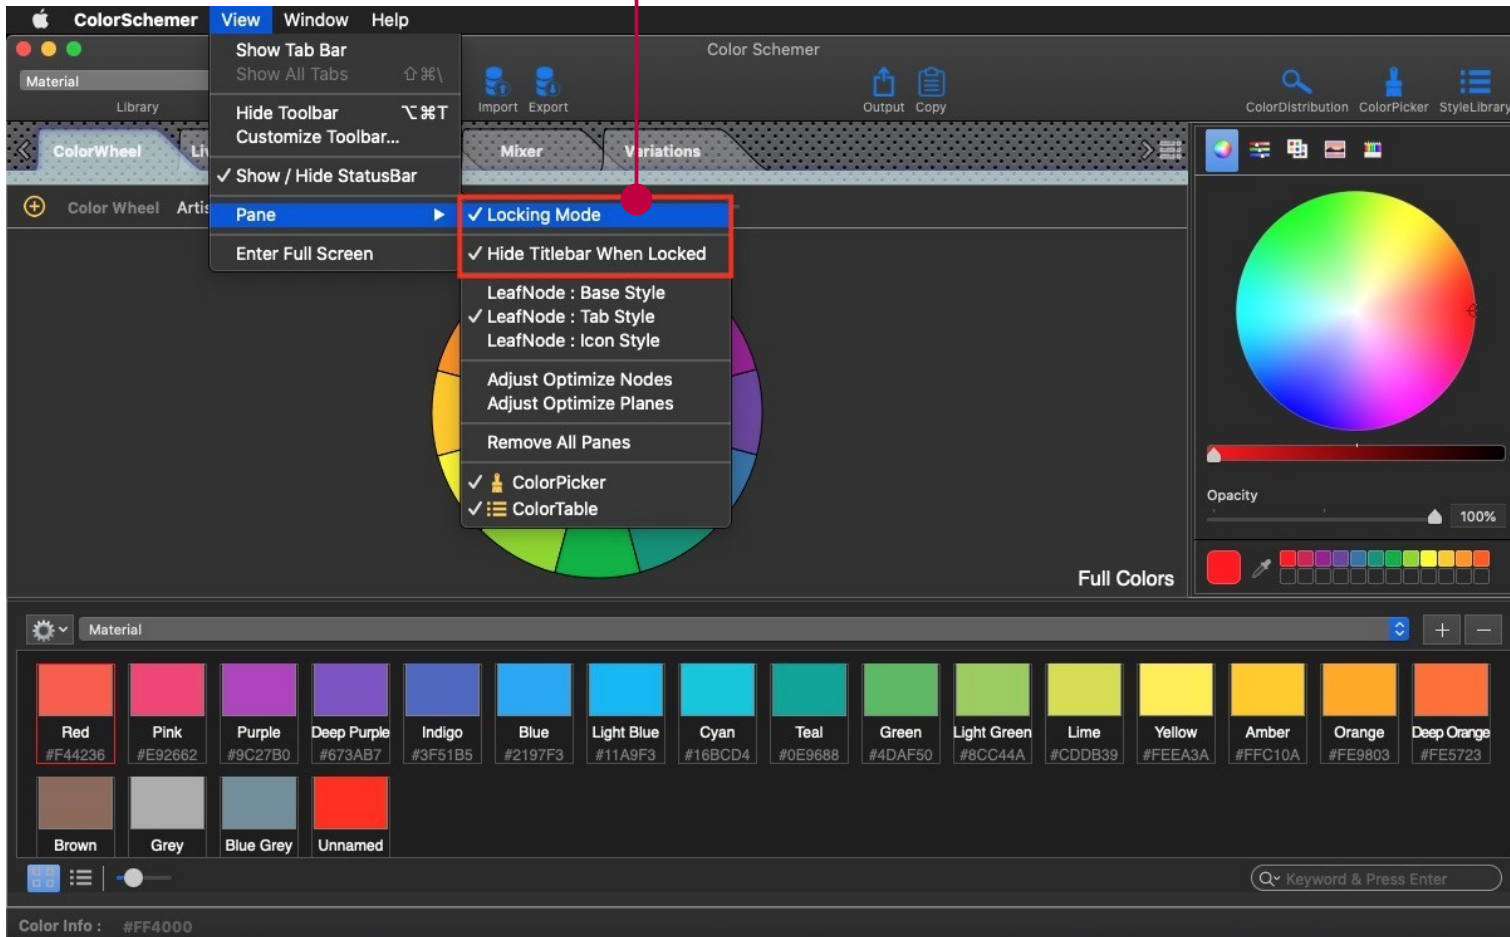 ColorSchemer View Window Help
Color Schemer
Material
Library
Import Export
Output Copy
ColorDistribution ColorPicker StyleLibrary
Show Tab Bar
Show All Tabs ⇧⌘\
Hide Toolbar ⌥⌘T
Customize Toolbar...
✓ Show / Hide StatusBar
Pane
Enter Full Screen
ColorWheel
Mixer
Variations
Color Wheel
✓ Locking Mode
✓ Hide Titlebar When Locked
LeafNode : Base Style
✓ LeafNode : Tab Style
LeafNode : Icon Style
Adjust Optimize Nodes
Adjust Optimize Planes
Remove All Panes
✓ ColorPicker
✓ ColorTable
Full Colors
Opacity
100%
Material
Red Pink Purple Deep Purple Indigo Blue Light Blue Cyan Teal Green Light Green Lime Yellow Amber Orange Deep Orange
#F44236 #E92662 #9C27B0 #673AB7 #3F51B5 #2197F3 #11A9F3 #16BCD4 #0E9688 #4DAF50 #8CC44A #CDDB39 #FEEA3A #FFC10A #FE9803 #FE5723
Brown Grey Blue Grey Unnamed
Keyword & Press Enter
Color Info : #FF4000